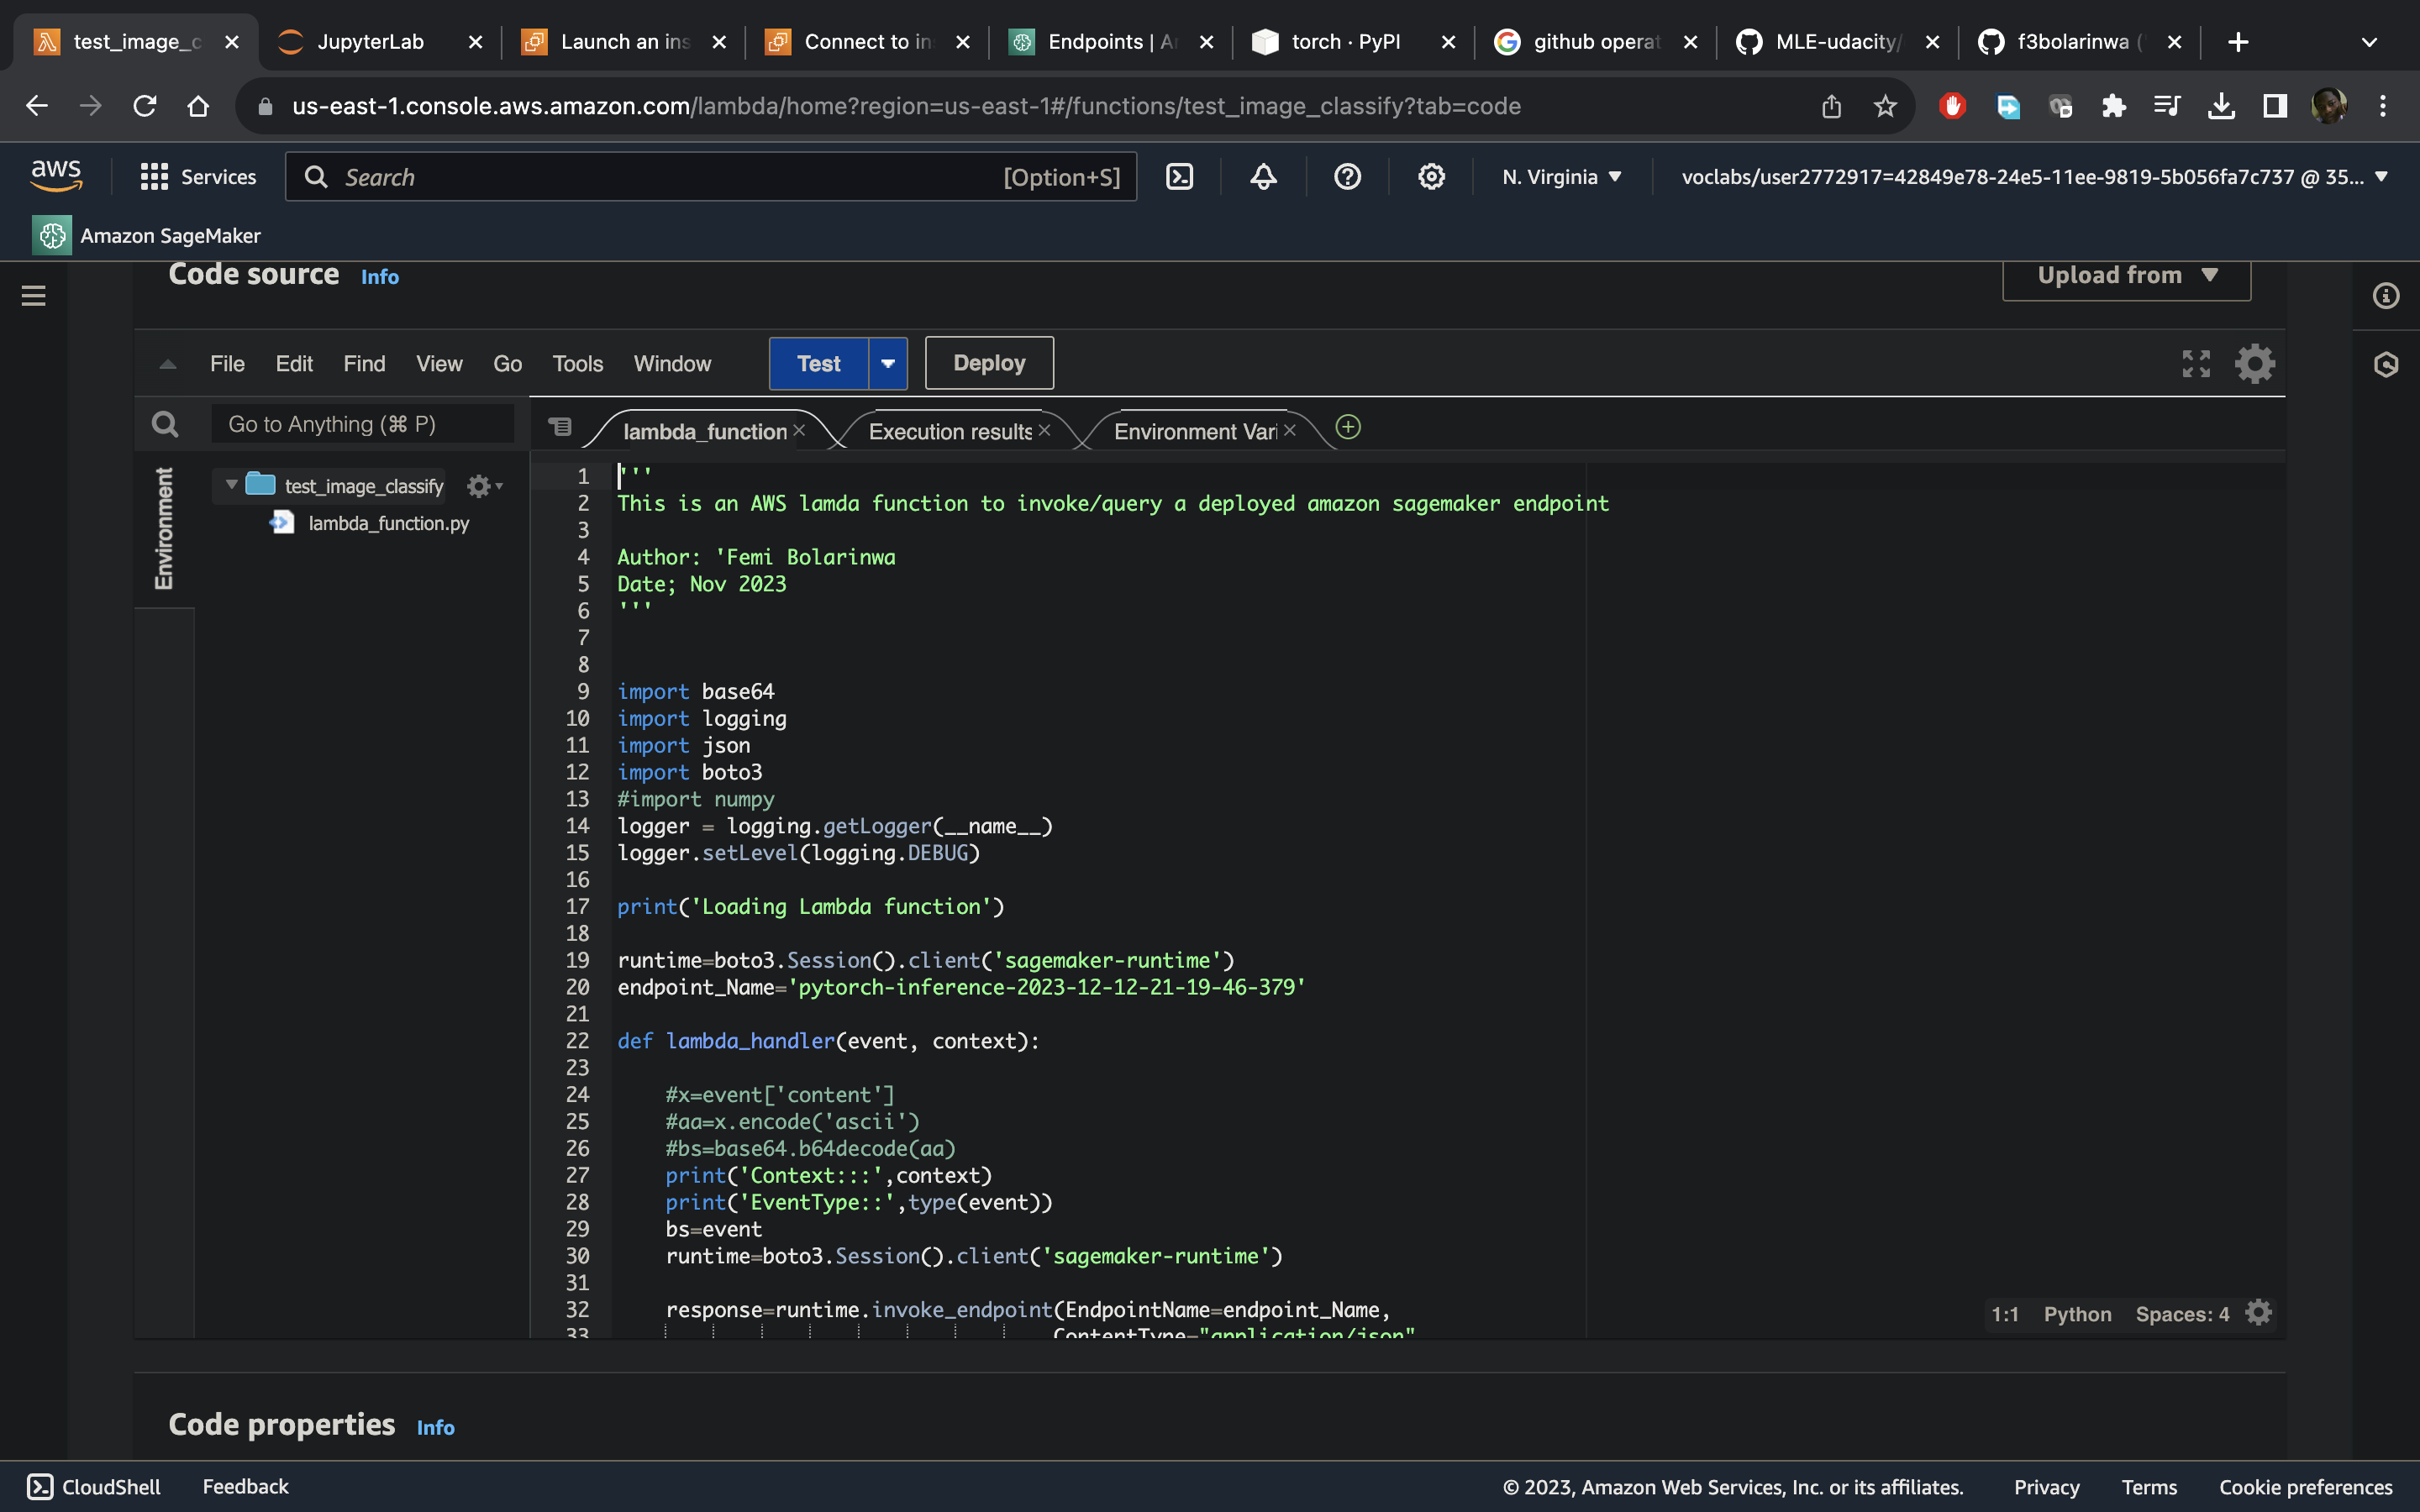 test_image_c
JupyterLab
Launch an ins
Connect to in
Endpoints | A
torch · PyPI
github operat
MLE-udacity/
f3bolarinwa (
us-east-1.console.aws.amazon.com/lambda/home?region=us-east-1#/functions/test_image_classify?tab=code
aws
Services
Search
[Option+S]
N. Virginia
voclabs/user2772917=42849e78-24e5-11ee-9819-5b056fa7c737 @ 35...
Amazon SageMaker
Code source Info
Upload from
File Edit Find View Go Tools Window
Test
Deploy
Go to Anything (⌘ P)
lambda_function
Execution results
Environment Vari
Environment
test_image_classify
lambda_function.py
1 '''
2 This is an AWS lamda function to invoke/query a deployed amazon sagemaker endpoint
3
4 Author: 'Femi Bolarinwa
5 Date; Nov 2023
6 '''
7
8
9 import base64
10 import logging
11 import json
12 import boto3
13 #import numpy
14 logger = logging.getLogger(__name__)
15 logger.setLevel(logging.DEBUG)
16
17 print('Loading Lambda function')
18
19 runtime=boto3.Session().client('sagemaker-runtime')
20 endpoint_Name='pytorch-inference-2023-12-12-21-19-46-379'
21
22 def lambda_handler(event, context):
23
24 #x=event['content']
25 #aa=x.encode('ascii')
26 #bs=base64.b64decode(aa)
27 print('Context:::',context)
28 print('EventType::',type(event))
29 bs=event
30 runtime=boto3.Session().client('sagemaker-runtime')
31
32 response=runtime.invoke_endpoint(EndpointName=endpoint_Name,
33 ContentType="application/json"
1:1 Python Spaces: 4
Code properties Info
CloudShell
Feedback
© 2023, Amazon Web Services, Inc. or its affiliates.
Privacy
Terms
Cookie preferences